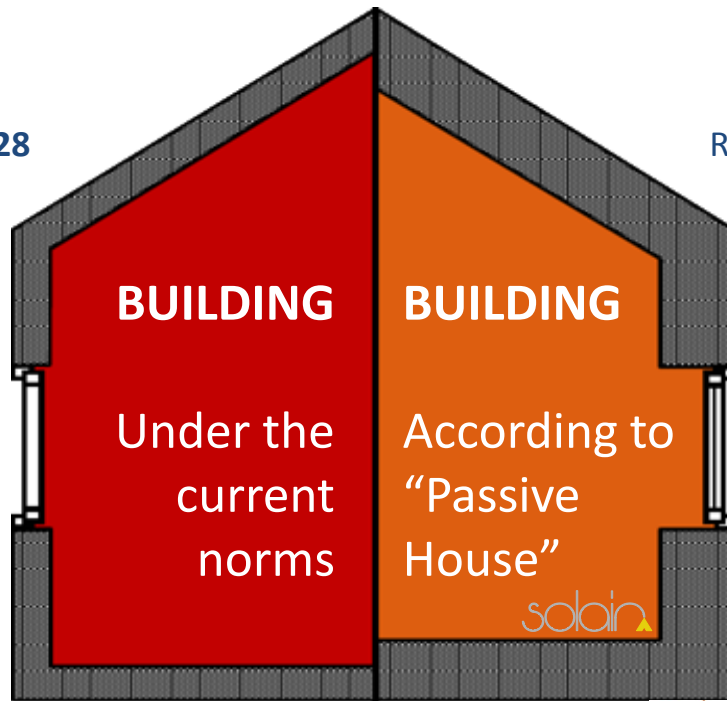 28
R
BUILDING
Under the
current
norms
BUILDING
According to
“Passive
House”
solain